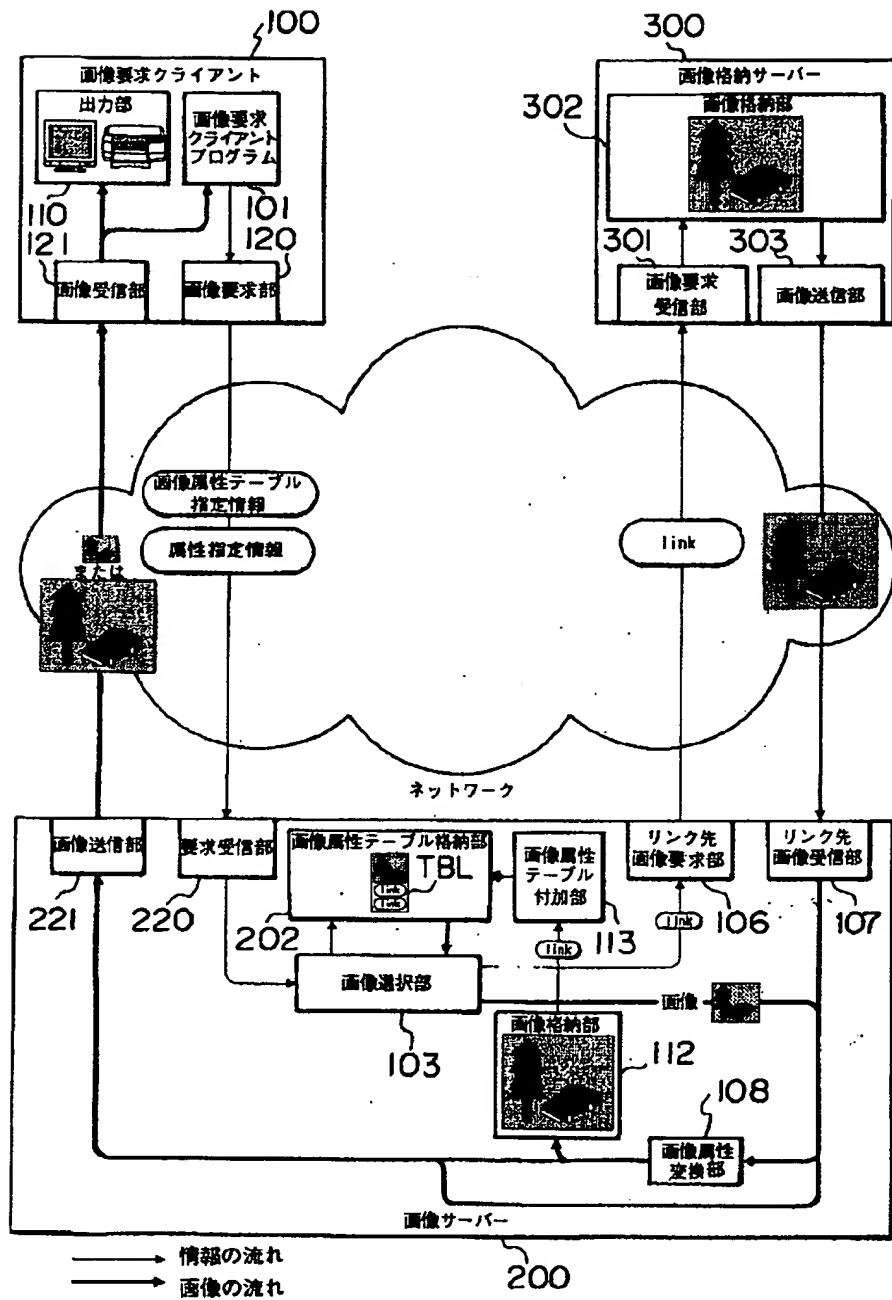 100
画像要求クライアント
出力部
画像要求
クライアント
プログラム
110
121
101
120
画像受信部
画像要求部
300
画像格納サーバー
302
画像格納部
301
303
画像要求
受信部
画像送信部
画像属性テーブル
指定情報
属性指定情報
または
link
ネットワーク
画像送信部
221
要求受信部
220
画像属性テーブル格納部
TBL
link
link
202
画像属性
テーブル
付加部
113
リンク先
画像要求部
106
リンク先
画像受信部
107
link
link
画像選択部
103
画像
画像格納部
112
108
画像属性
変換部
画像サーバー
200
情報の流れ
画像の流れ